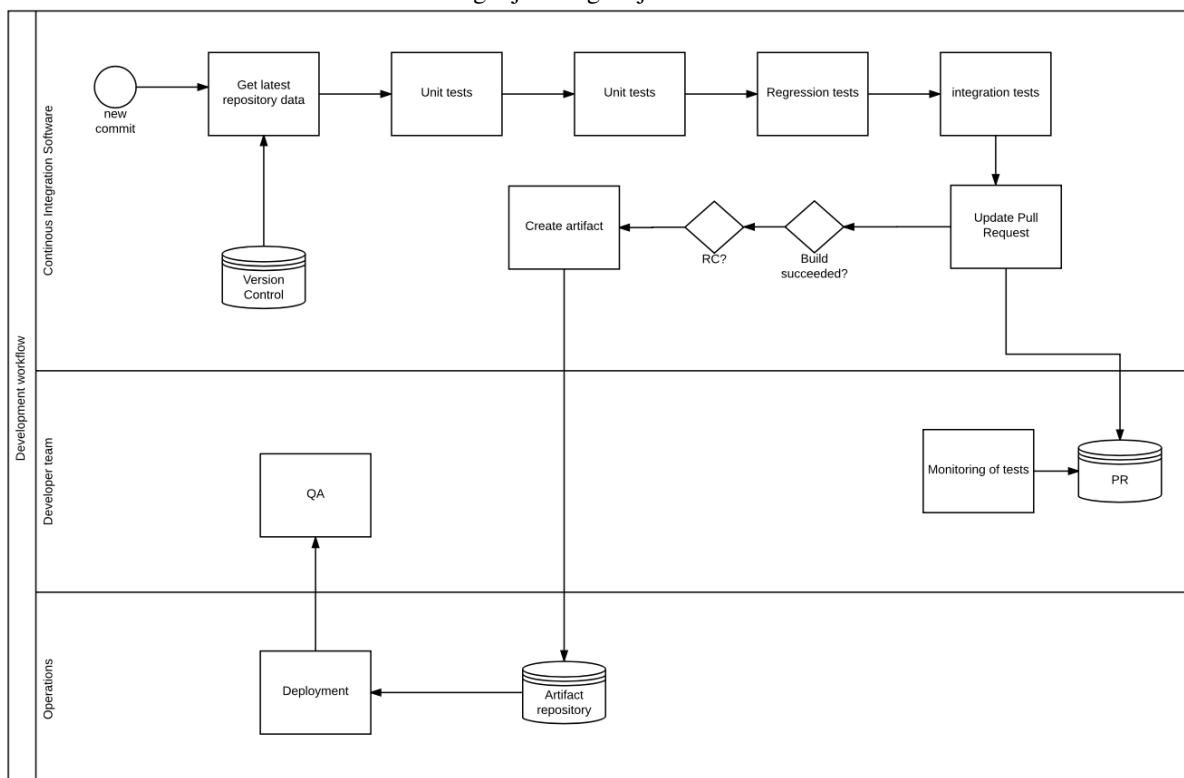 Development workflow
Continous Integration Software
new
commit
Get latest
repository data
Unit tests
Unit tests
Regression tests
integration tests
Version
Control
Create artifact
RC?
Build
succeeded?
Update Pull
Request
Developer team
QA
Monitoring of tests
PR
Operations
Deployment
Artifact
repository